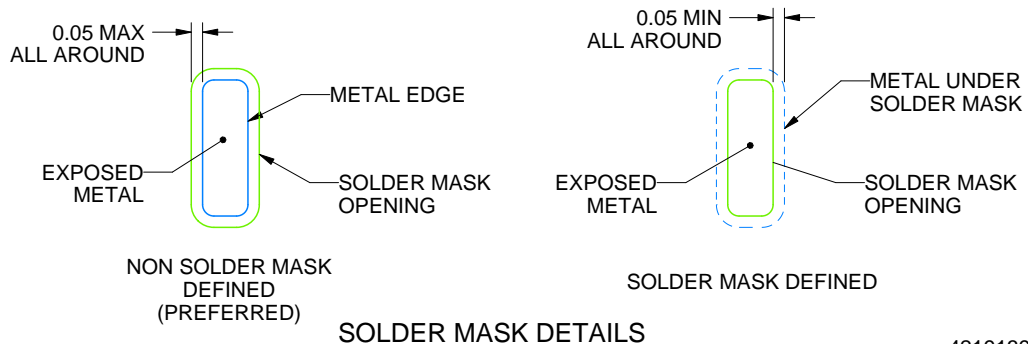 0.05 MAX
ALL AROUND
METAL EDGE
EXPOSED
METAL
SOLDER MASK
OPENING
NON SOLDER MASK
DEFINED
(PREFERRED)
0.05 MIN
ALL AROUND
METAL UNDER
SOLDER MASK
EXPOSED
METAL
SOLDER MASK
OPENING
SOLDER MASK DEFINED
SOLDER MASK DETAILS